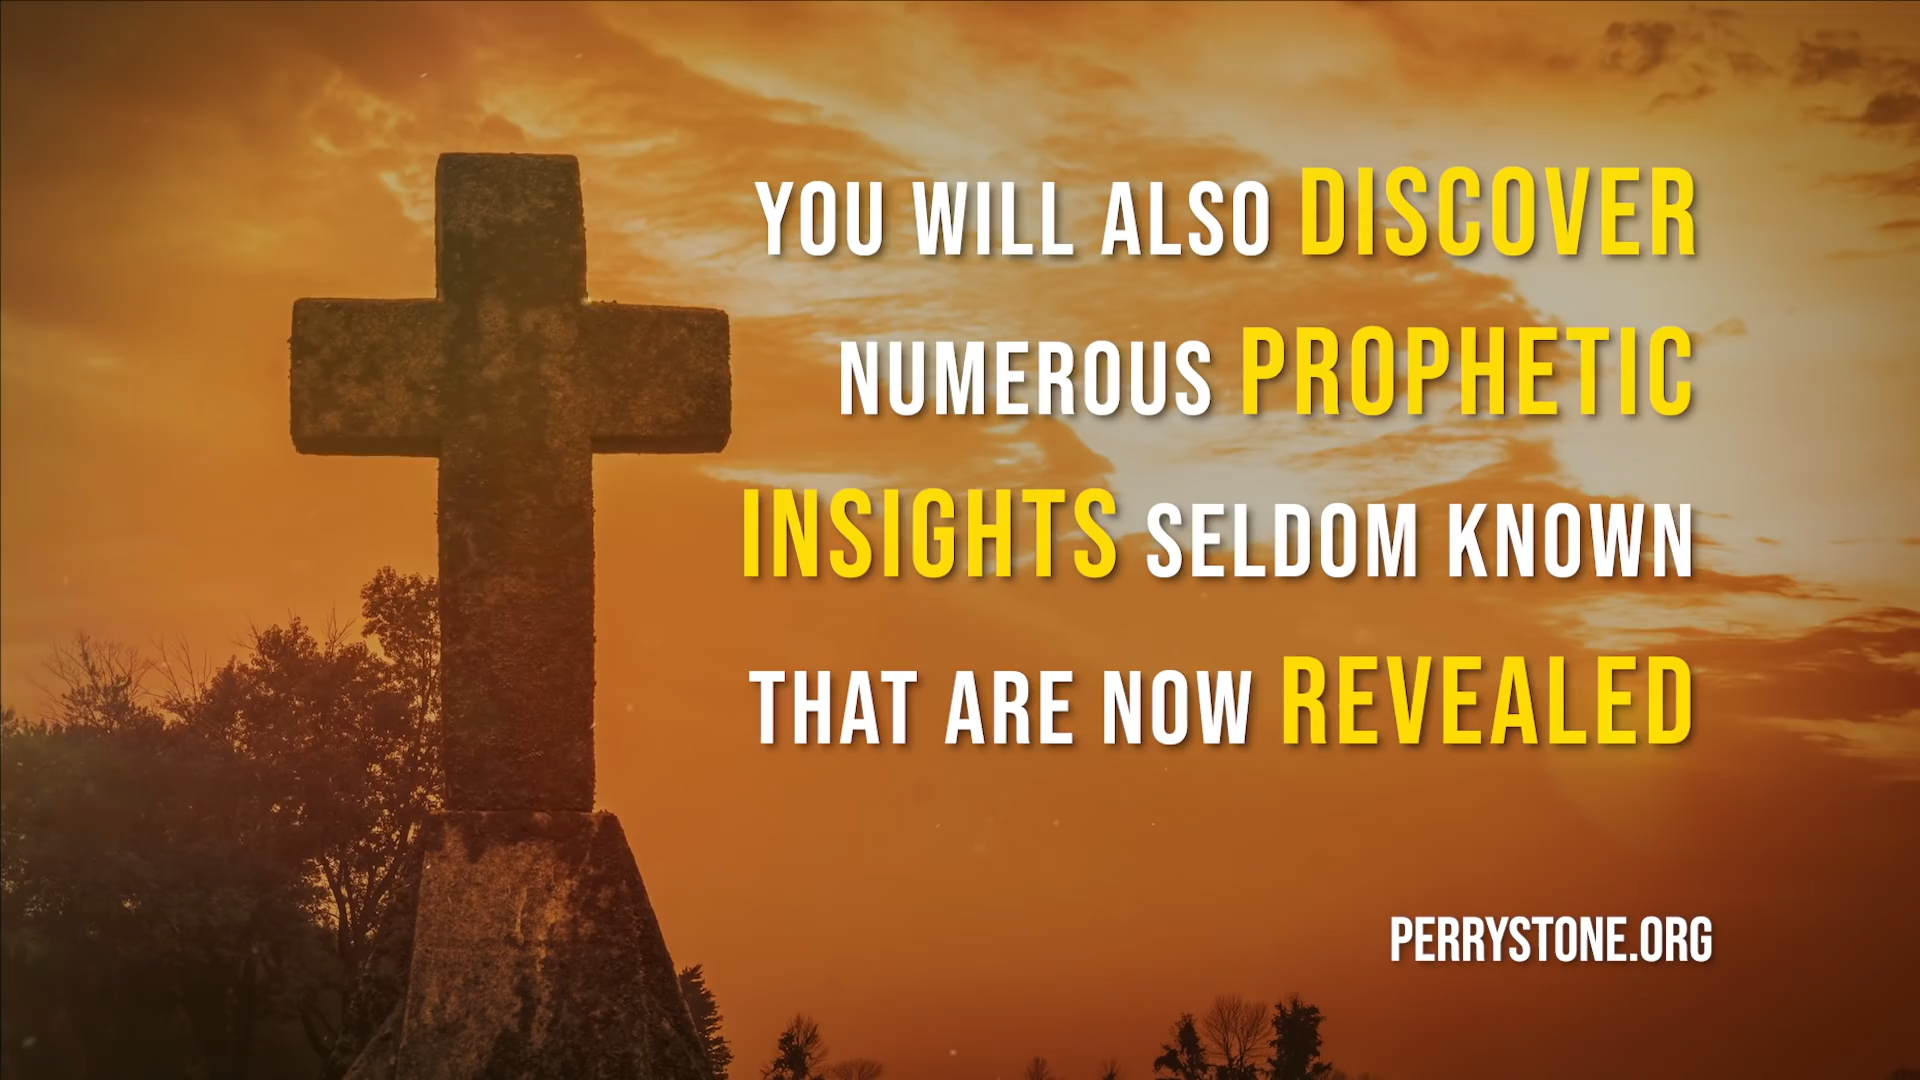 YOU WILL ALSO DISCOVER
NUMEROUS PROPHETIC
INSIGHTS SELDOM KNOWN
THAT ARE NOW REVEALED
PERRYSTONE.ORG